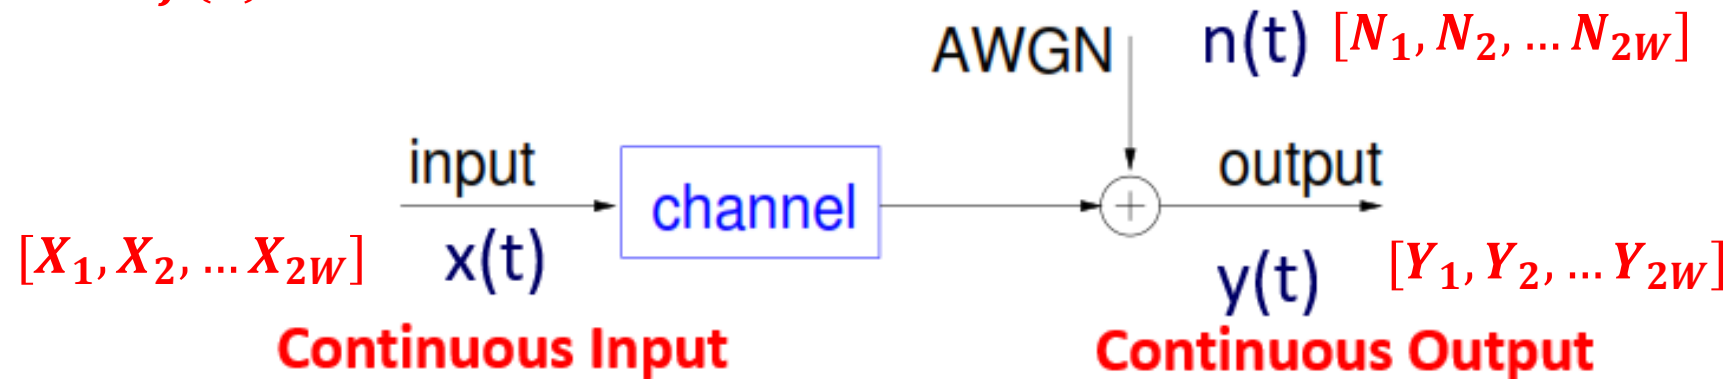 AWGN n(t) [N₁, N₂, ... N₂W]
input output
channel
+
[X₁, X₂, ... X₂W] x(t) y(t) [Y₁, Y₂, ... Y₂W]
Continuous Input Continuous Output